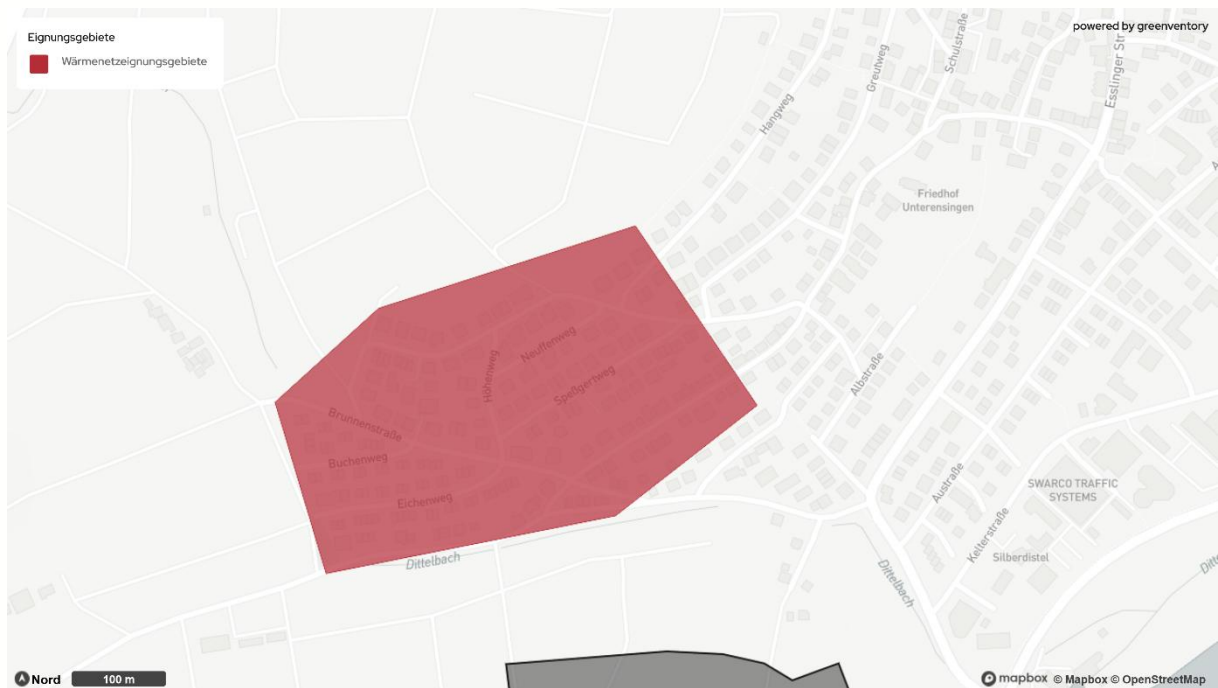 Eignungsgebiete
Wärmenetzeignungsgebiete
powered by greenventory
Schulstraße
Esslinger Str
Greutweg
Hangweg
Friedhof
Unterensingen
Neuffenweg
Höhenweg
Speßgertweg
Albstraße
Brunnenstraße
Buchenweg
Eichenweg
Austraße
SWARCO TRAFFIC
SYSTEMS
Kelterstraße
Silberdistel
Dittelbach
Dittelbach
Nord
100 m
mapbox © Mapbox © OpenStreetMap